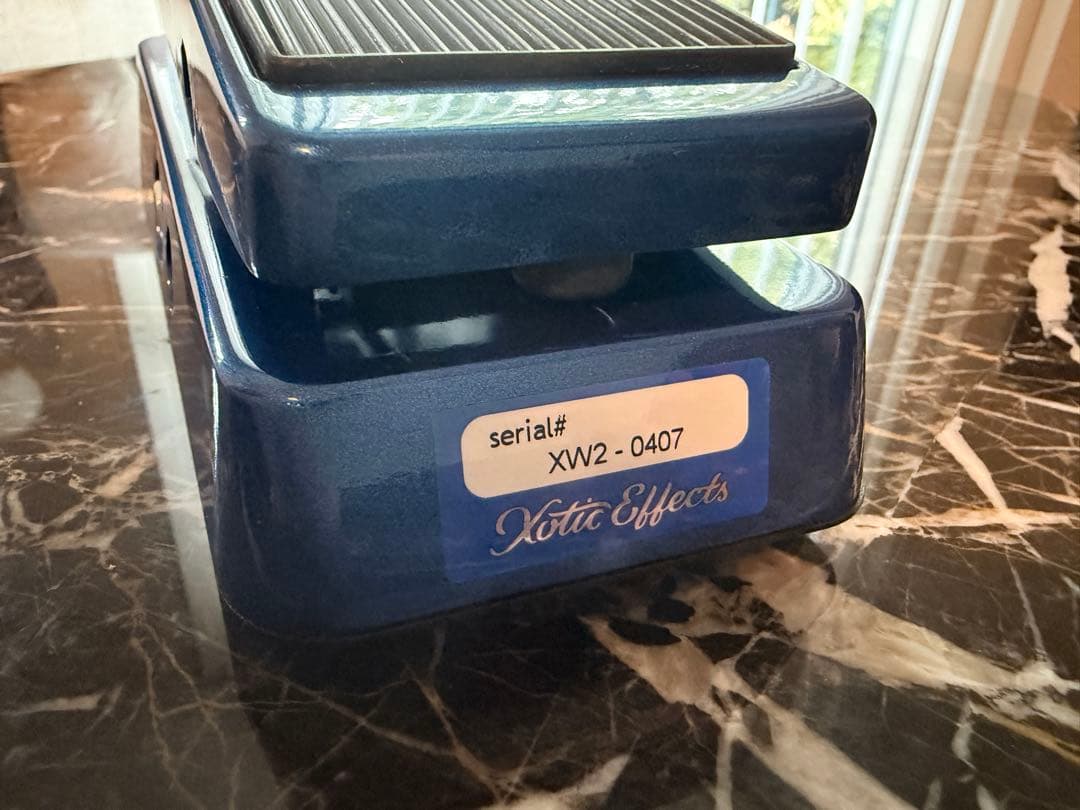 serial#
XW2 - 0407
Xotic Effects